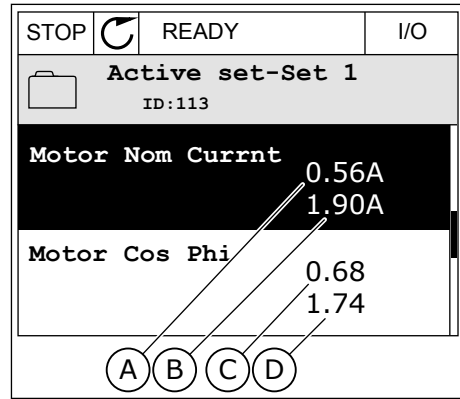 STOP READY I/O
Active set-Set 1
ID:113
Motor Nom Currnt
0.56A
1.90A
Motor Cos Phi
0.68
1.74
A B C D